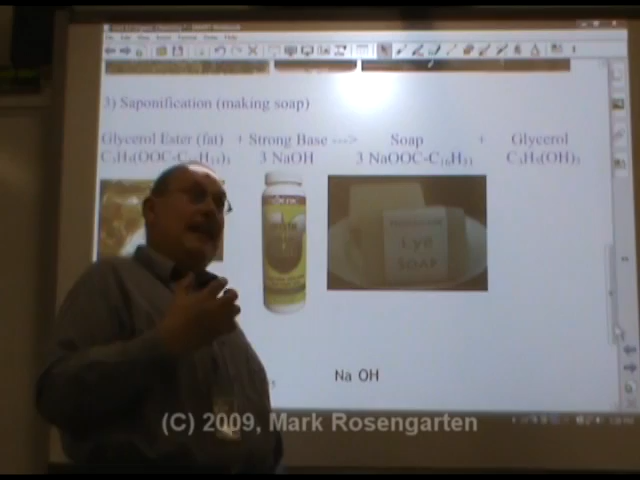 3) Saponification (making soap)
Glycerol Ester (fat) + Strong Base ---> Soap + Glycerol
3 NaOH 3 NaOOC-C₁₆H₃₁ C₃H₅(OH)₃
Lye
SOAP
Na OH
(C) 2009, Mark Rosengarten